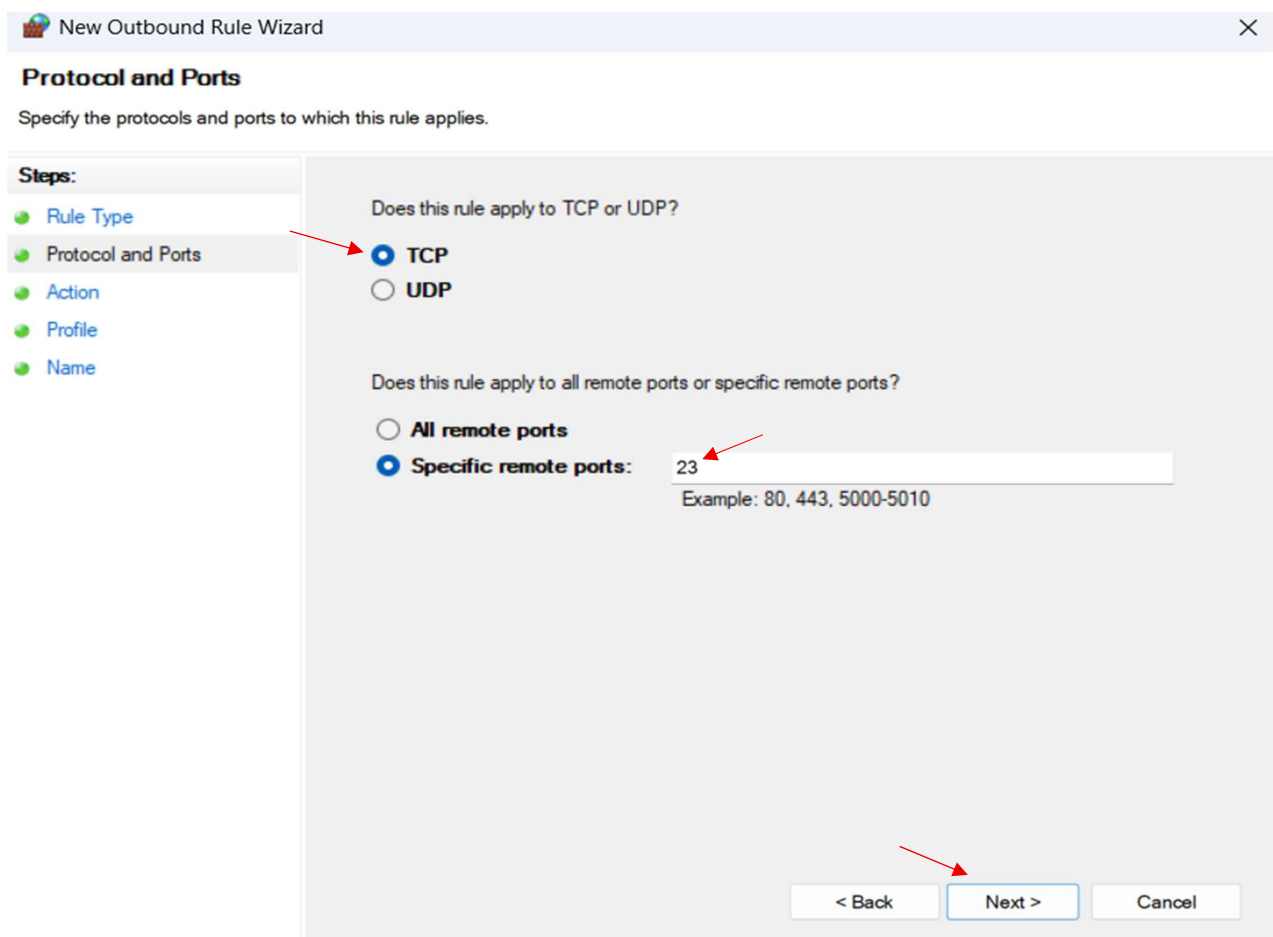 New Outbound Rule Wizard
Protocol and Ports
Specify the protocols and ports to which this rule applies.
Steps:
Rule Type
Protocol and Ports
Action
Profile
Name
Does this rule apply to TCP or UDP?
TCP
UDP
Does this rule apply to all remote ports or specific remote ports?
All remote ports
Specific remote ports: 23
Example: 80, 443, 5000-5010
< Back Next > Cancel